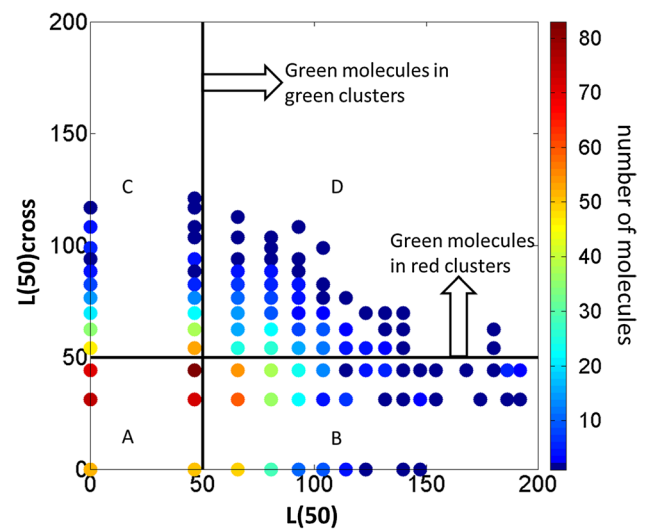 200
150
100
50
0
L(50)cross
Green molecules in
green clusters
C
D
Green molecules
in red clusters
A
B
0
50
100
150
200
L(50)
80
70
60
50
40
30
20
10
number of molecules